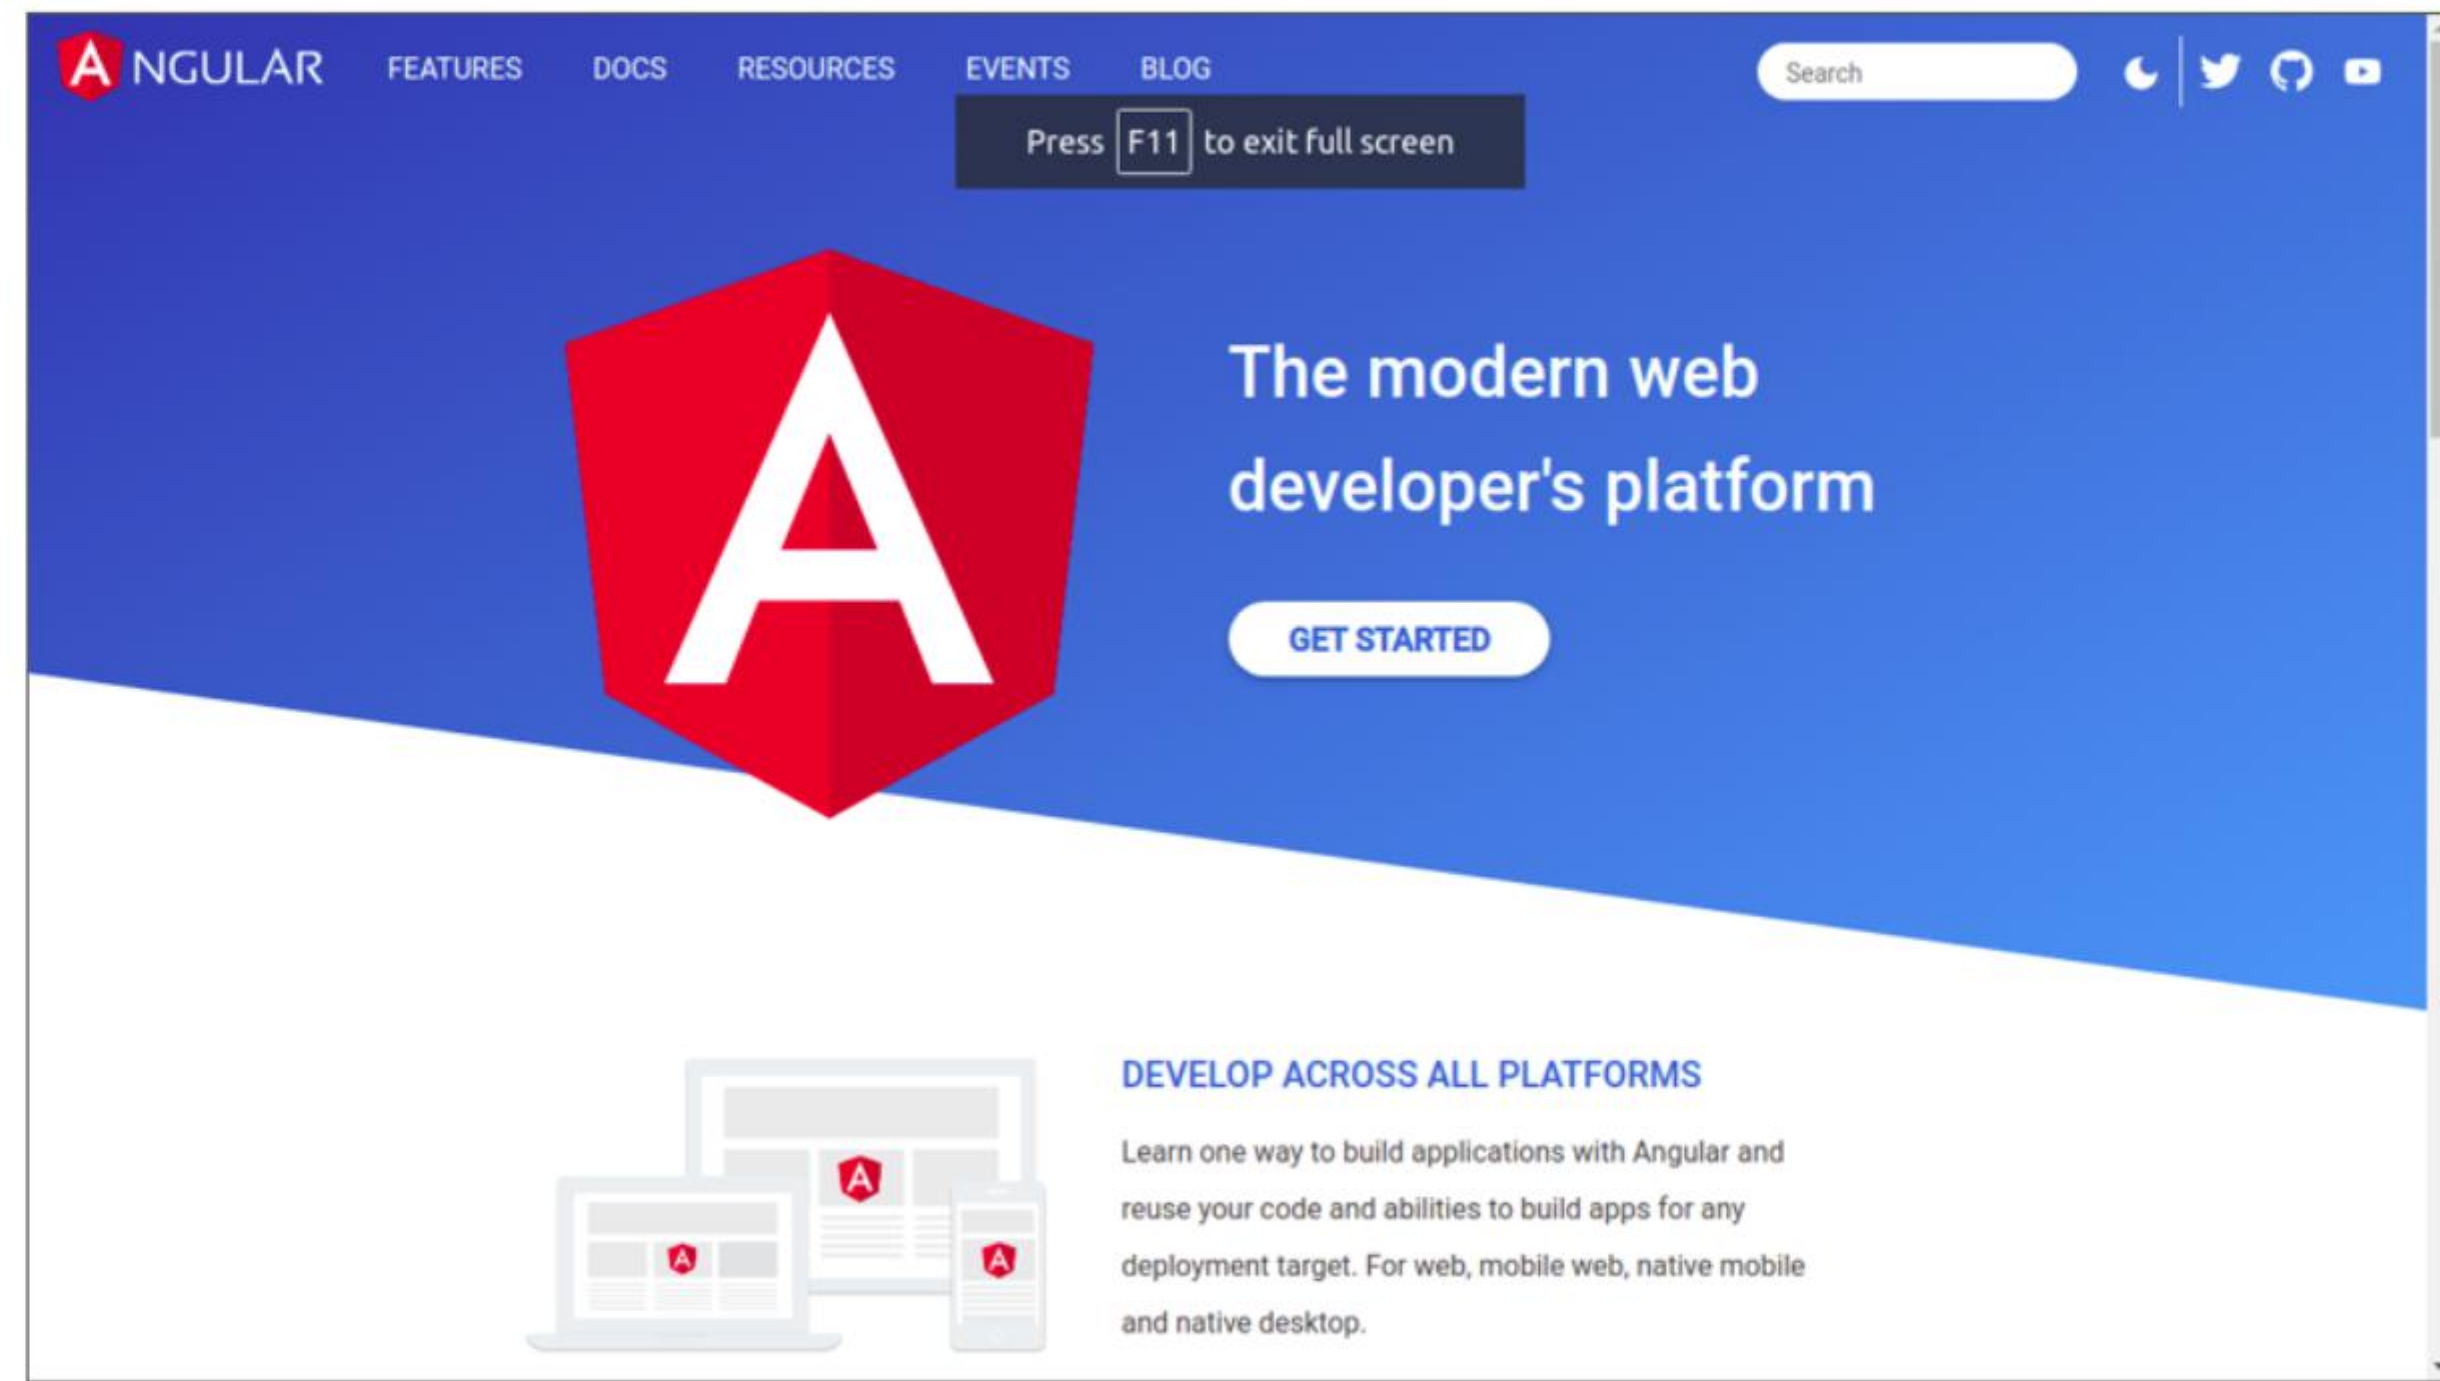 A NGULAR FEATURES DOCS RESOURCES EVENTS BLOG Search
Press F11 to exit full screen
A
The modern web
developer's platform
GET STARTED
DEVELOP ACROSS ALL PLATFORMS
Learn one way to build applications with Angular and
reuse your code and abilities to build apps for any
deployment target. For web, mobile web, native mobile
and native desktop.
A
A
A